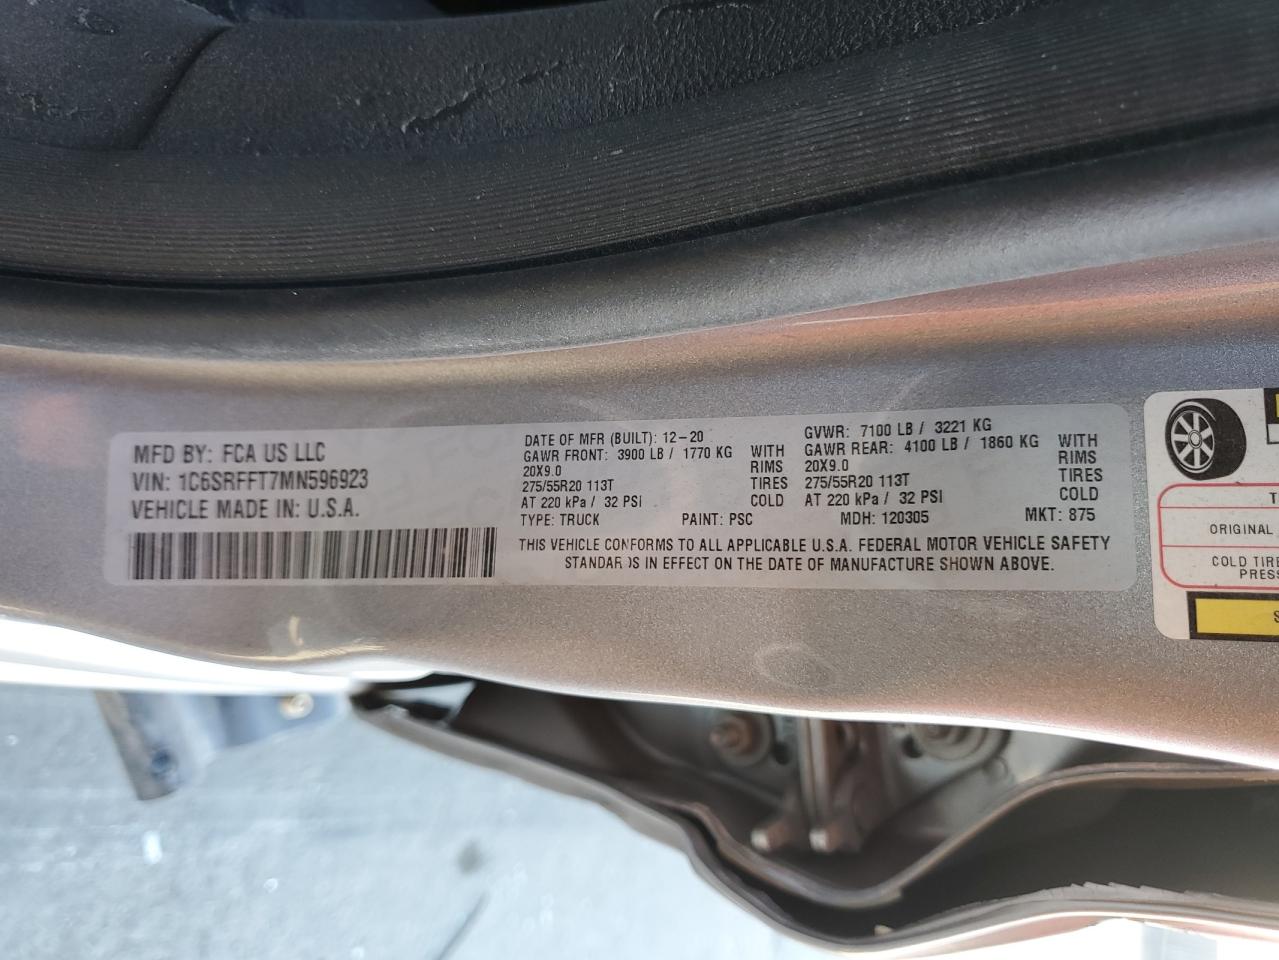 MFD BY: FCA US LLC
VIN: 1C6SRFFT7MN596923
VEHICLE MADE IN: U.S.A.
DATE OF MFR (BUILT): 12-20
GAWR FRONT: 3900 LB / 1770 KG WITH
20X9.0 RIMS
275/55R20 113T TIRES
AT 220 kPa / 32 PSI COLD
TYPE: TRUCK PAINT: PSC
GVWR: 7100 LB / 3221 KG
GAWR REAR: 4100 LB / 1860 KG WITH
20X9.0 RIMS
275/55R20 113T TIRES
AT 220 kPa / 32 PSI COLD
MDH: 120305 MKT: 875
THIS VEHICLE CONFORMS TO ALL APPLICABLE U.S.A. FEDERAL MOTOR VEHICLE SAFETY
STANDARDS IN EFFECT ON THE DATE OF MANUFACTURE SHOWN ABOVE.
T
ORIGINAL
COLD TIRE
PRESS
S